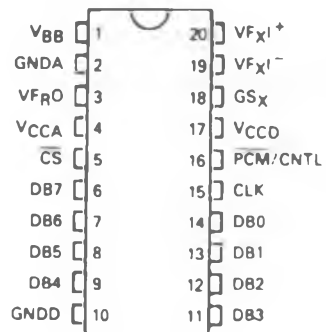 VBB 1 20 VFXI+
GNDA 2 19 VFXI−
VFRO 3 18 GSX
VCCA 4 17 VCCD
C̅S̅ 5 16 P̅C̅M̅/CNTL
DB7 6 15 CLK
DB6 7 14 DB0
DB5 8 13 DB1
DB4 9 12 DB2
GNDD 10 11 DB3